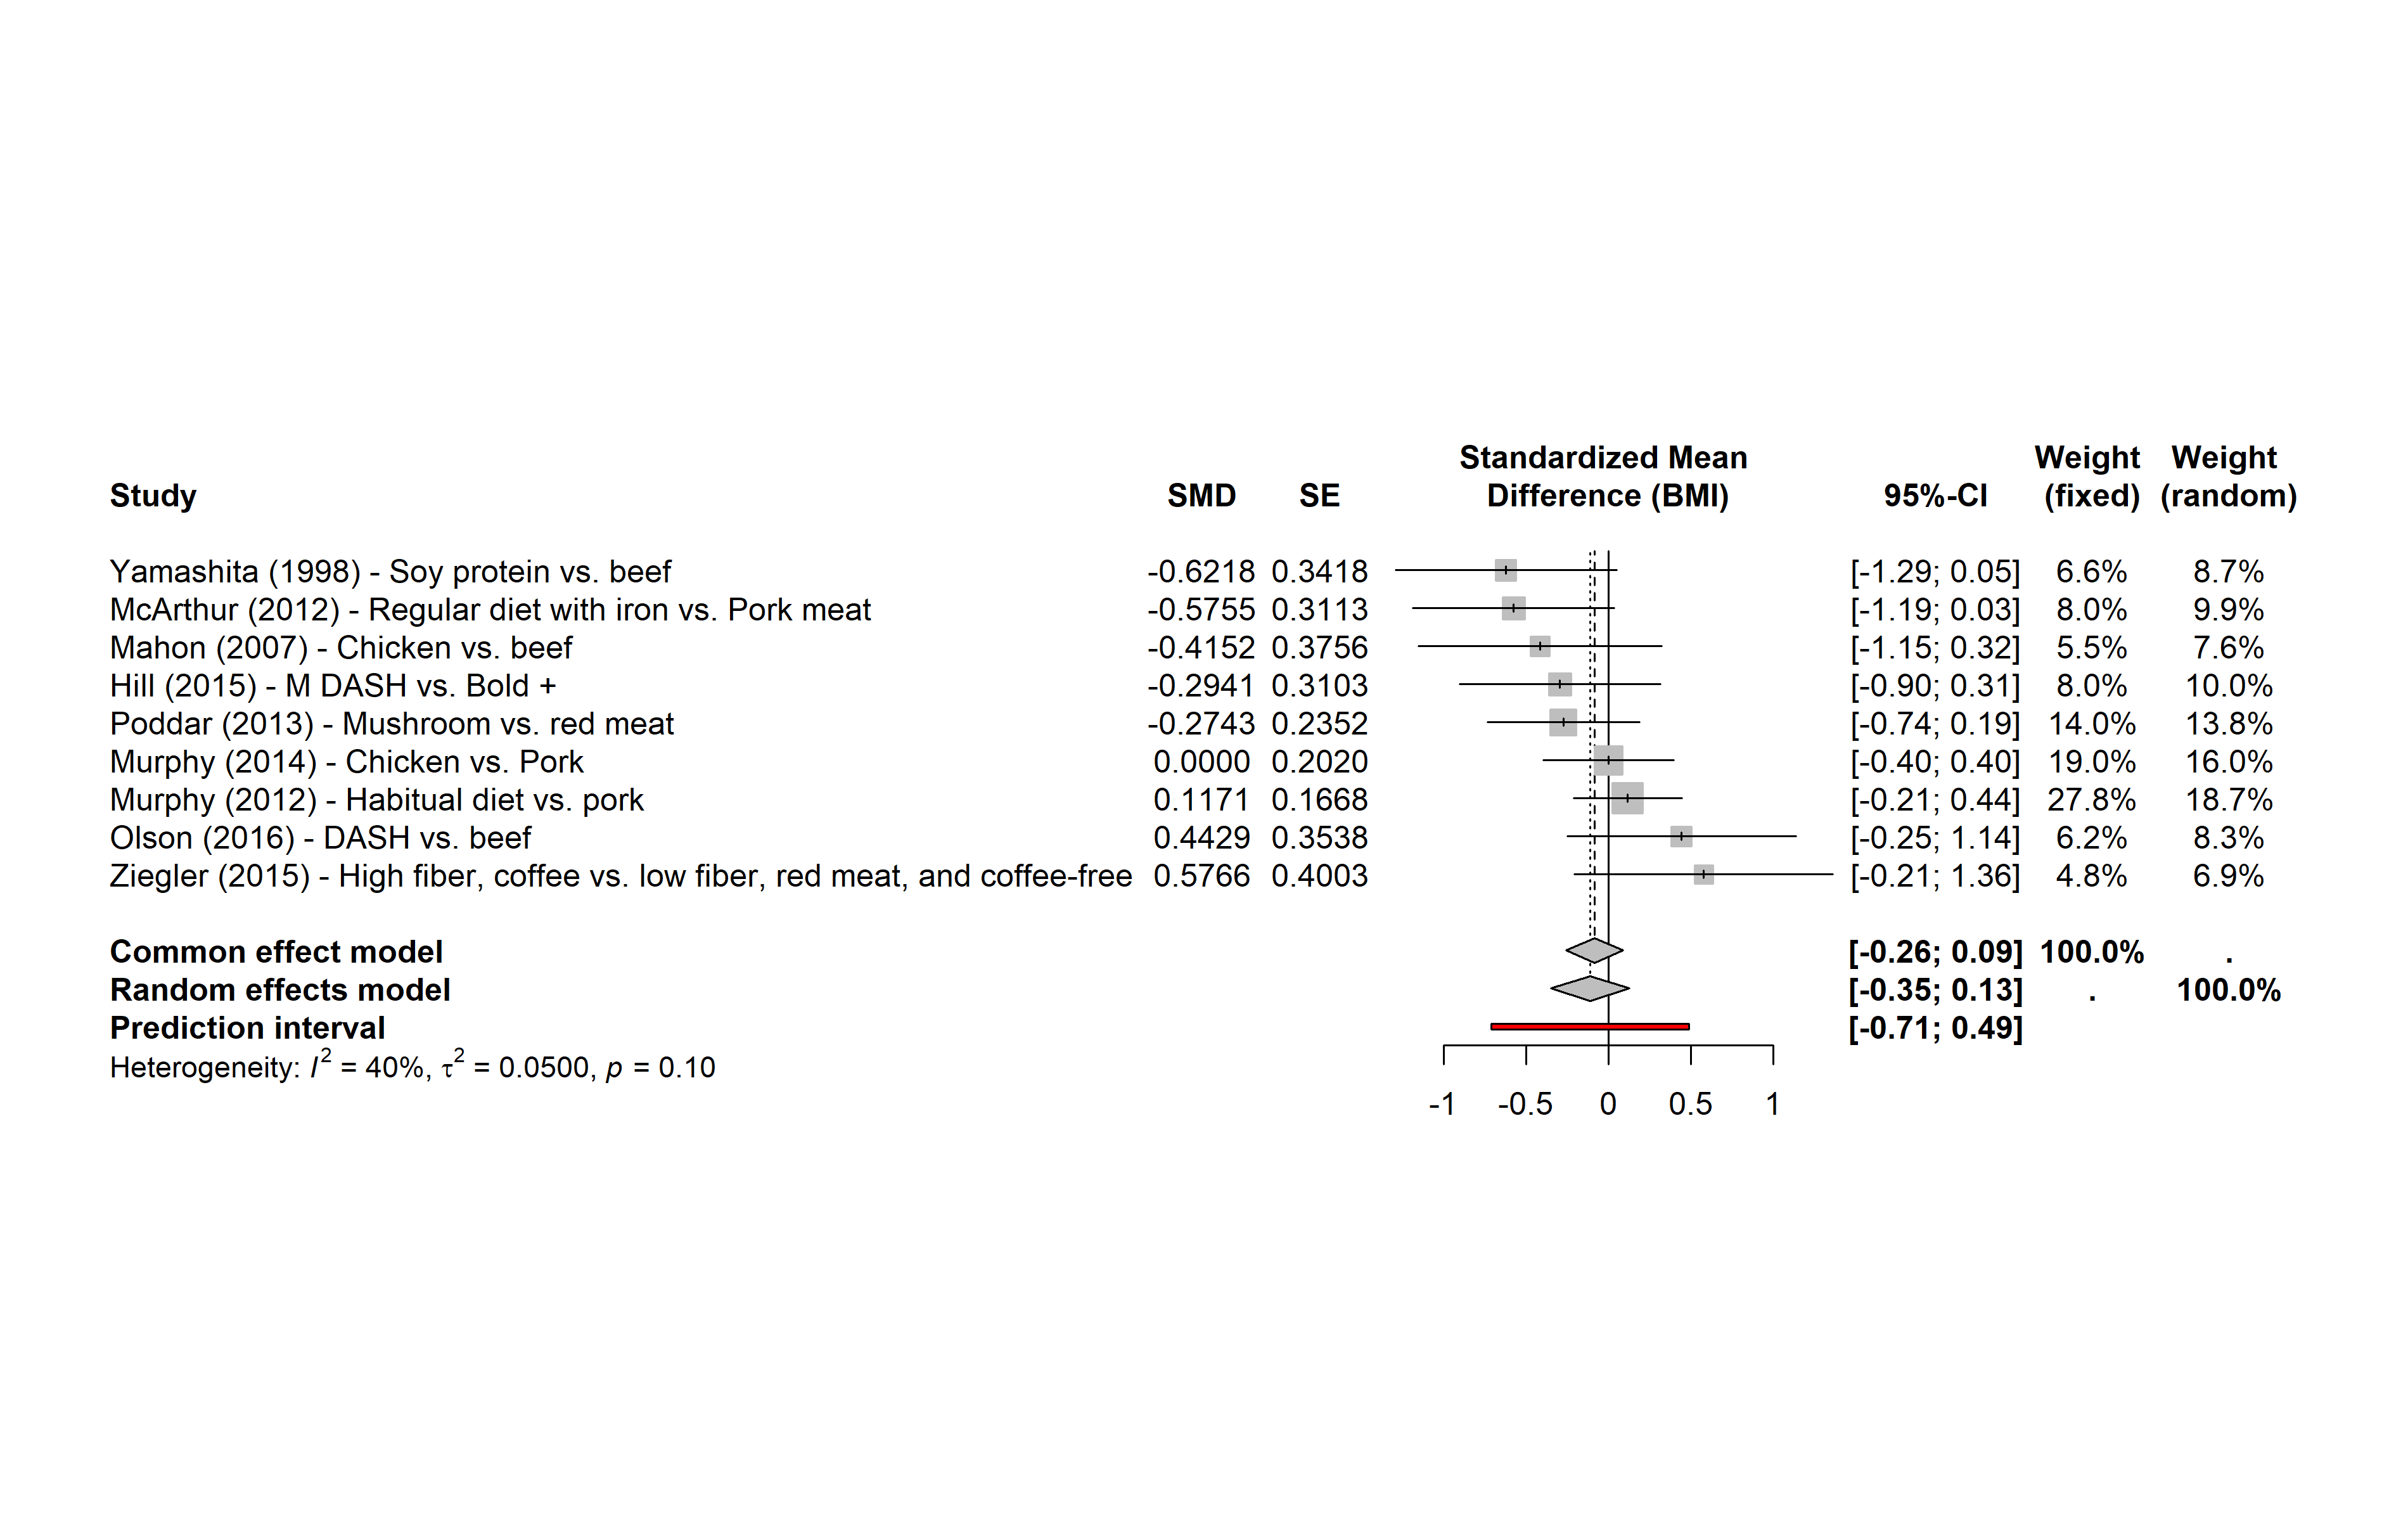 Standardized Mean Weight Weight
Study SMD SE Difference (BMI) 95%-CI (fixed) (random)
Yamashita (1998) - Soy protein vs. beef -0.6218 0.3418 [-1.29; 0.05] 6.6% 8.7%
McArthur (2012) - Regular diet with iron vs. Pork meat -0.5755 0.3113 [-1.19; 0.03] 8.0% 9.9%
Mahon (2007) - Chicken vs. beef -0.4152 0.3756 [-1.15; 0.32] 5.5% 7.6%
Hill (2015) - M DASH vs. Bold + -0.2941 0.3103 [-0.90; 0.31] 8.0% 10.0%
Poddar (2013) - Mushroom vs. red meat -0.2743 0.2352 [-0.74; 0.19] 14.0% 13.8%
Murphy (2014) - Chicken vs. Pork 0.0000 0.2020 [-0.40; 0.40] 19.0% 16.0%
Murphy (2012) - Habitual diet vs. pork 0.1171 0.1668 [-0.21; 0.44] 27.8% 18.7%
Olson (2016) - DASH vs. beef 0.4429 0.3538 [-0.25; 1.14] 6.2% 8.3%
Ziegler (2015) - High fiber, coffee vs. low fiber, red meat, and coffee-free 0.5766 0.4003 [-0.21; 1.36] 4.8% 6.9%
Common effect model [-0.26; 0.09] 100.0% .
Random effects model [-0.35; 0.13] . 100.0%
Prediction interval [-0.71; 0.49]
Heterogeneity: I² = 40%, τ² = 0.0500, p = 0.10
-1 -0.5 0 0.5 1